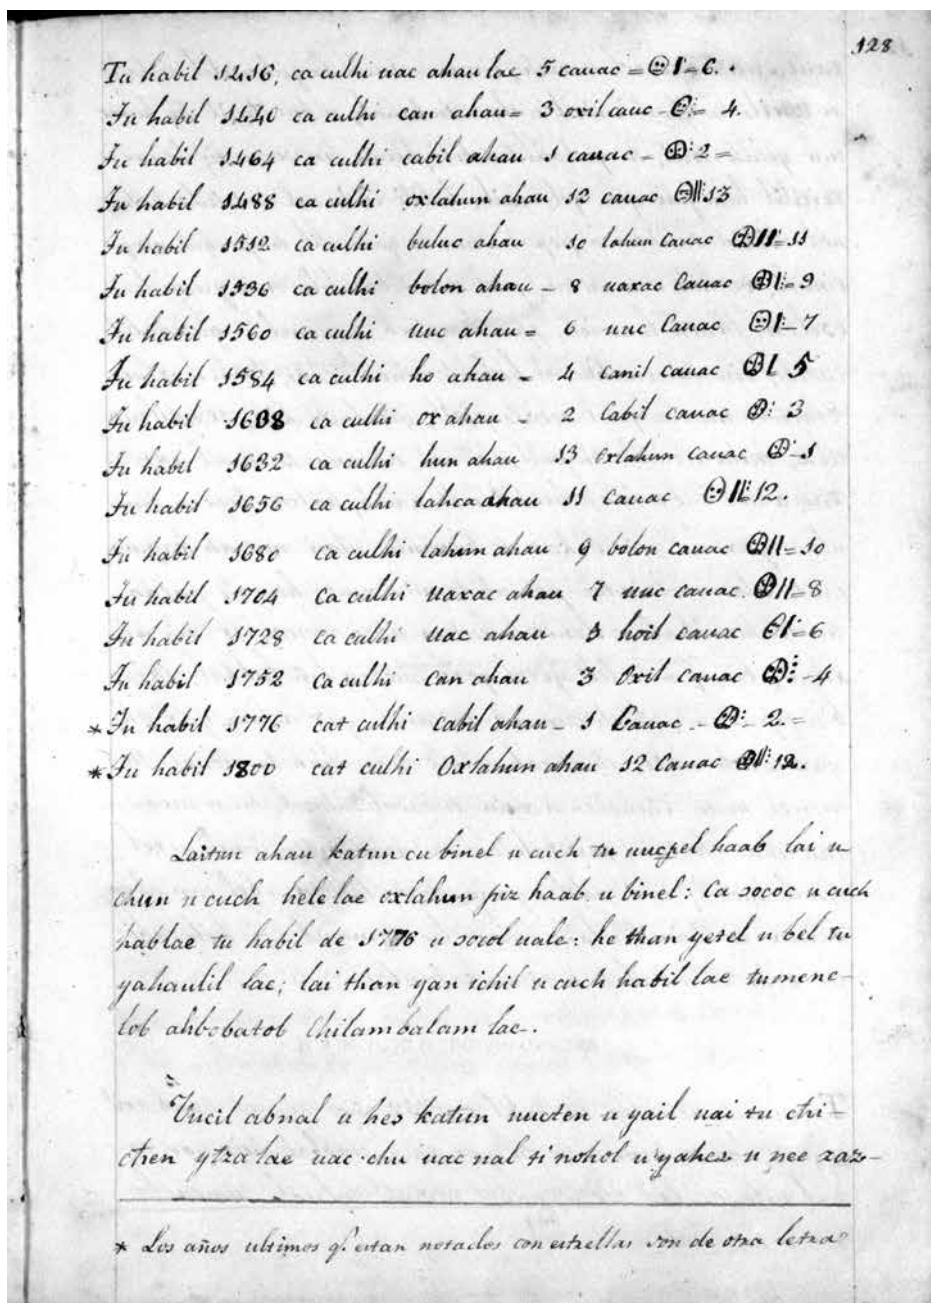 128
Tu habil 1416, ca culhi uac ahau lae 5 cauac = 6.
Tu habil 1440 ca culhi can ahau = 3 oxil cauc - 4.
Tu habil 1464 ca culhi cabil ahau 1 cauac - 2 =
Tu habil 1488 ca culhi oxlahun ahau 12 cauac 13
Tu habil 1512 ca culhi buluc ahau 10 lahun Cauac = 11
Tu habil 1536 ca culhi bolon ahau - 8 uaxac Cauac = 9
Tu habil 1560 ca culhi uuc ahau = 6 uuc Cauac - 7
Tu habil 1584 ca culhi ho ahau - 4 canil cauac 5
Tu habil 1608 ca culhi ox ahau - 2 Cabil cauac 3
Tu habil 1632 ca culhi hun ahau 13 Oxlahun cauac - 1
Tu habil 1656 ca culhi lahca ahau 11 cauac 12.
Tu habil 1680 ca culhi lahun ahau 9 bolon cauac = 10
Tu habil 1704 ca culhi uaxac ahau 7 uuc cauac = 8
Tu habil 1728 ca culhi uac ahau 5 hoil cauac = 6
Tu habil 1752 ca culhi can ahau 3 Oxil cauac - 4
* Tu habil 1776 cat culhi cabil ahau - 1 Cauac - 2. =
* Tu habil 1800 cat culhi Oxlahun ahau 12 Cauac
Laitun ahau katun cu binel u cuch tu uucpel haab lai u
chun u cuch hele lae oxlahun piz haab u binel: Ca sococ u cuch
hablae tu habil de 1776 u socol uale: he than yetel u bel tu
yahaulil lae; lai than yan ichil u cuch habil lae tumenc-
lob ahbobatob Chilambalam lae.
Vucil abnal u hes katun uucten u yail uai tu chi-
chen ytza lae uac chu uac nal ti nohol u yahes u nee zaz-
* Los años ultimos q. estan notados con estrellas son de otra letra